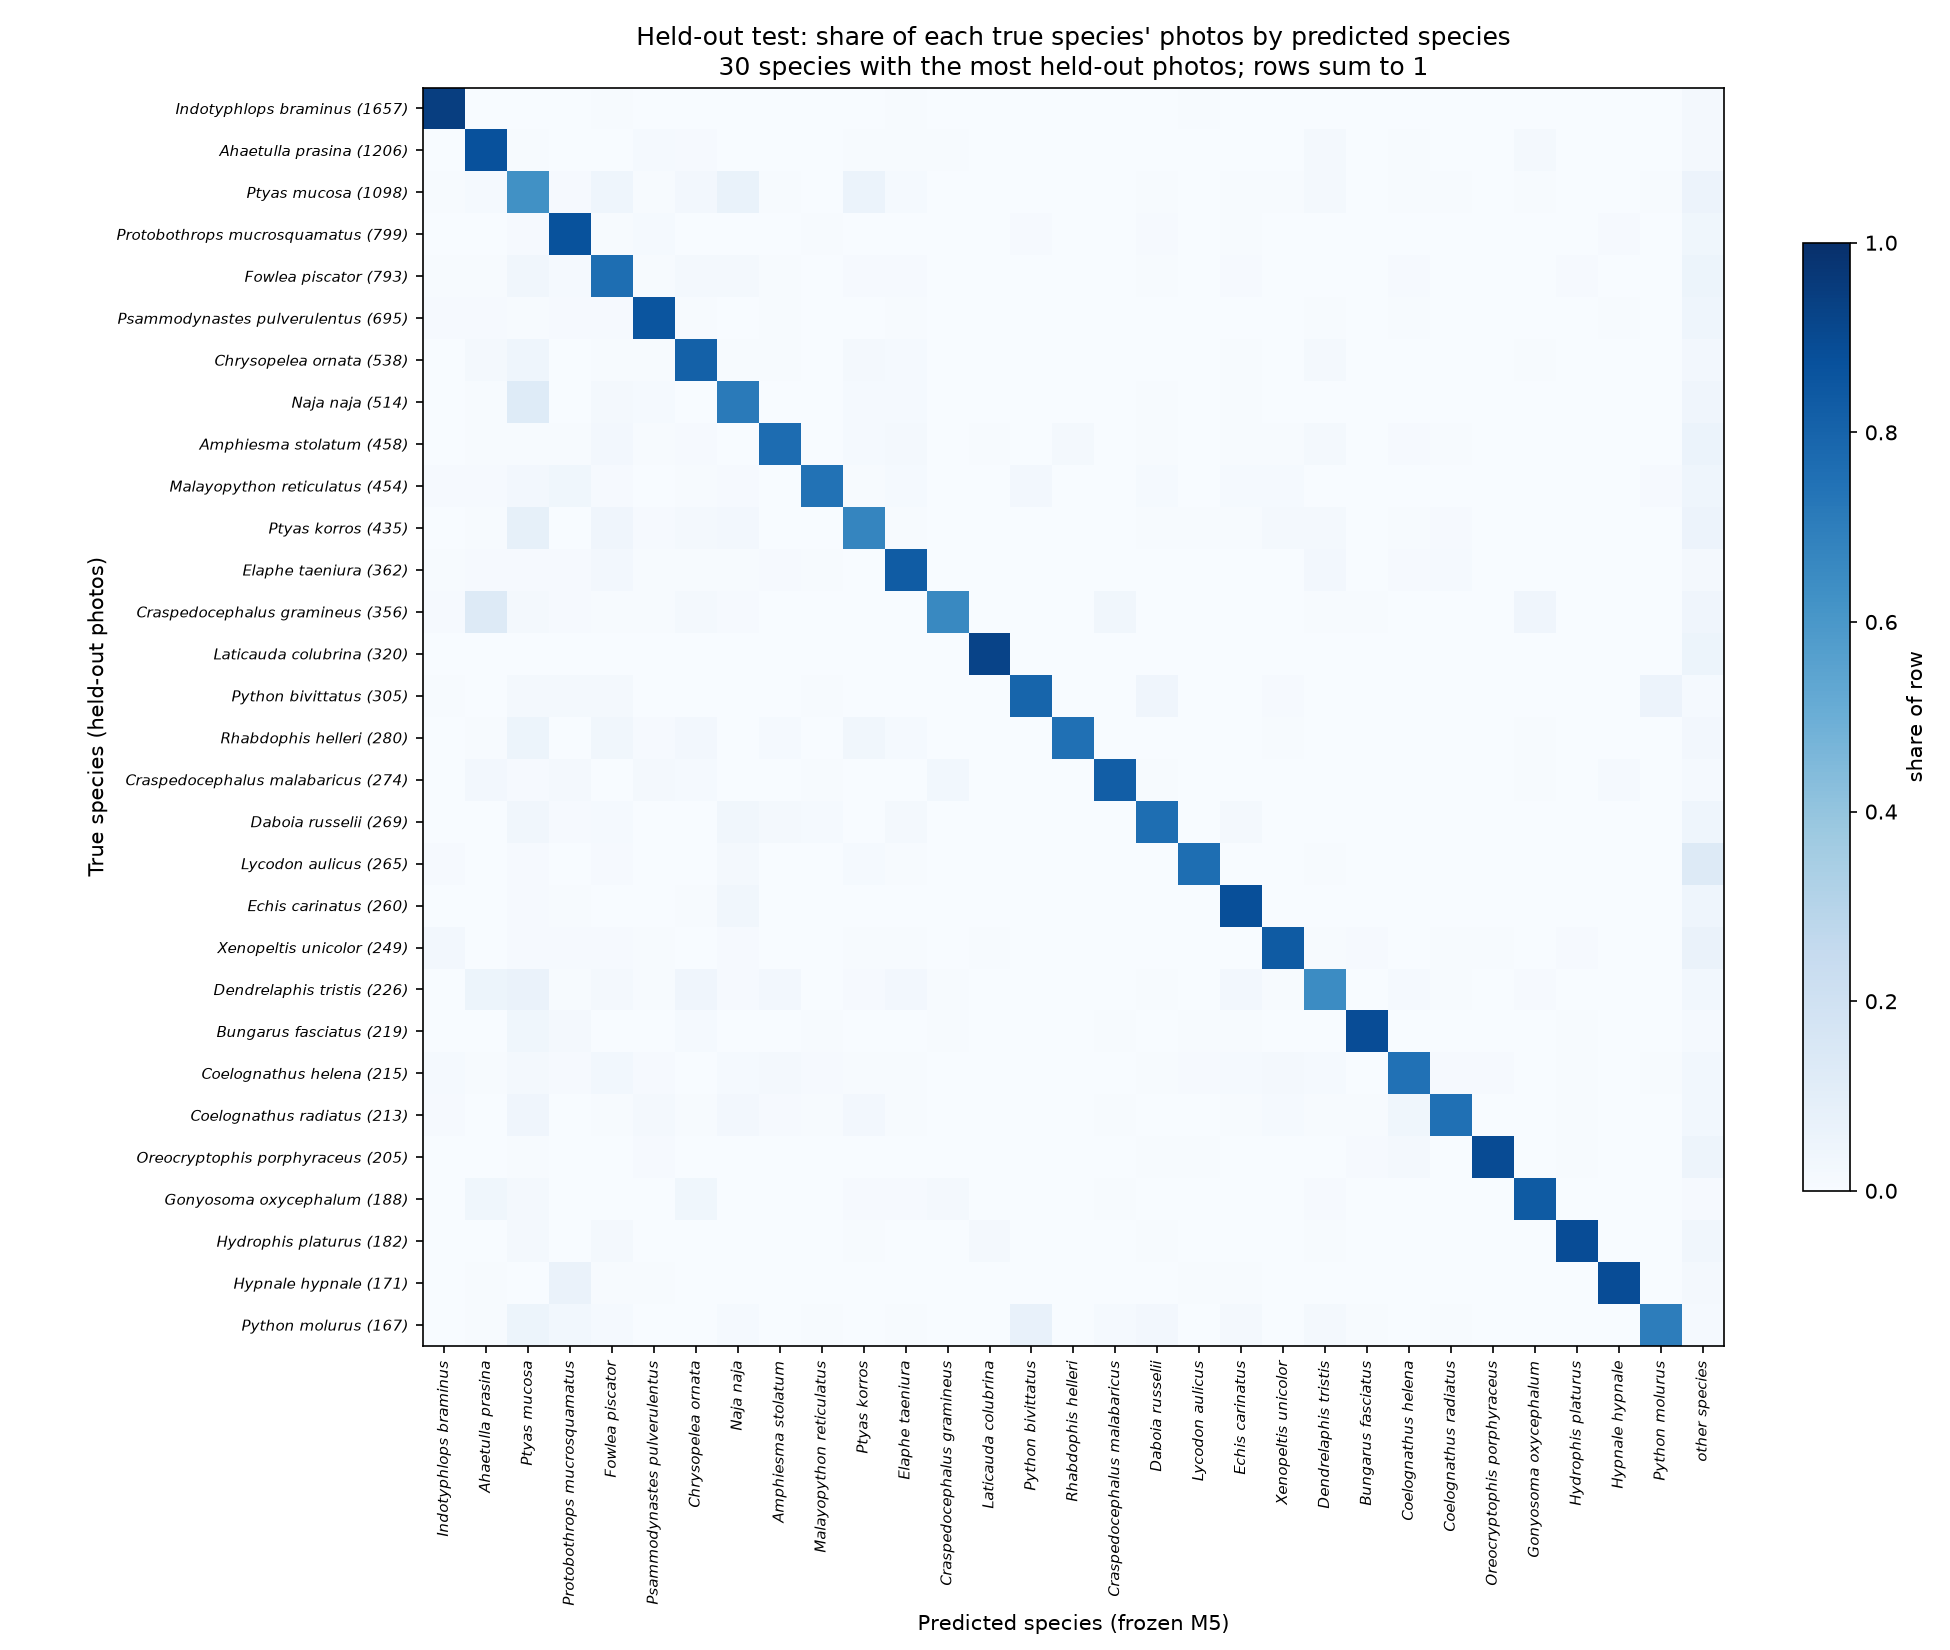 Held-out test: share of each true species' photos by predicted species
30 species with the most held-out photos; rows sum to 1
True species (held-out photos)
Indotyphlops braminus (1657)
Ahaetulla prasina (1206)
Ptyas mucosa (1098)
Protobothrops mucrosquamatus (799)
Fowlea piscator (793)
Psammodynastes pulverulentus (695)
Chrysopelea ornata (538)
Naja naja (514)
Amphiesma stolatum (458)
Malayopython reticulatus (454)
Ptyas korros (435)
Elaphe taeniura (362)
Craspedocephalus gramineus (356)
Laticauda colubrina (320)
Python bivittatus (305)
Rhabdophis helleri (280)
Craspedocephalus malabaricus (274)
Daboia russelii (269)
Lycodon aulicus (265)
Echis carinatus (260)
Xenopeltis unicolor (249)
Dendrelaphis tristis (226)
Bungarus fasciatus (219)
Coelognathus helena (215)
Coelognathus radiatus (213)
Oreocryptophis porphyraceus (205)
Gonyosoma oxycephalum (188)
Hydrophis platurus (182)
Hypnale hypnale (171)
Python molurus (167)
Indotyphlops braminus
Ahaetulla prasina
Ptyas mucosa
Protobothrops mucrosquamatus
Fowlea piscator
Psammodynastes pulverulentus
Chrysopelea ornata
Naja naja
Amphiesma stolatum
Malayopython reticulatus
Ptyas korros
Elaphe taeniura
Craspedocephalus gramineus
Laticauda colubrina
Python bivittatus
Rhabdophis helleri
Craspedocephalus malabaricus
Daboia russelii
Lycodon aulicus
Echis carinatus
Xenopeltis unicolor
Dendrelaphis tristis
Bungarus fasciatus
Coelognathus helena
Coelognathus radiatus
Oreocryptophis porphyraceus
Gonyosoma oxycephalum
Hydrophis platurus
Hypnale hypnale
Python molurus
other species
Predicted species (frozen M5)
1.0
0.8
0.6
0.4
0.2
0.0
share of row